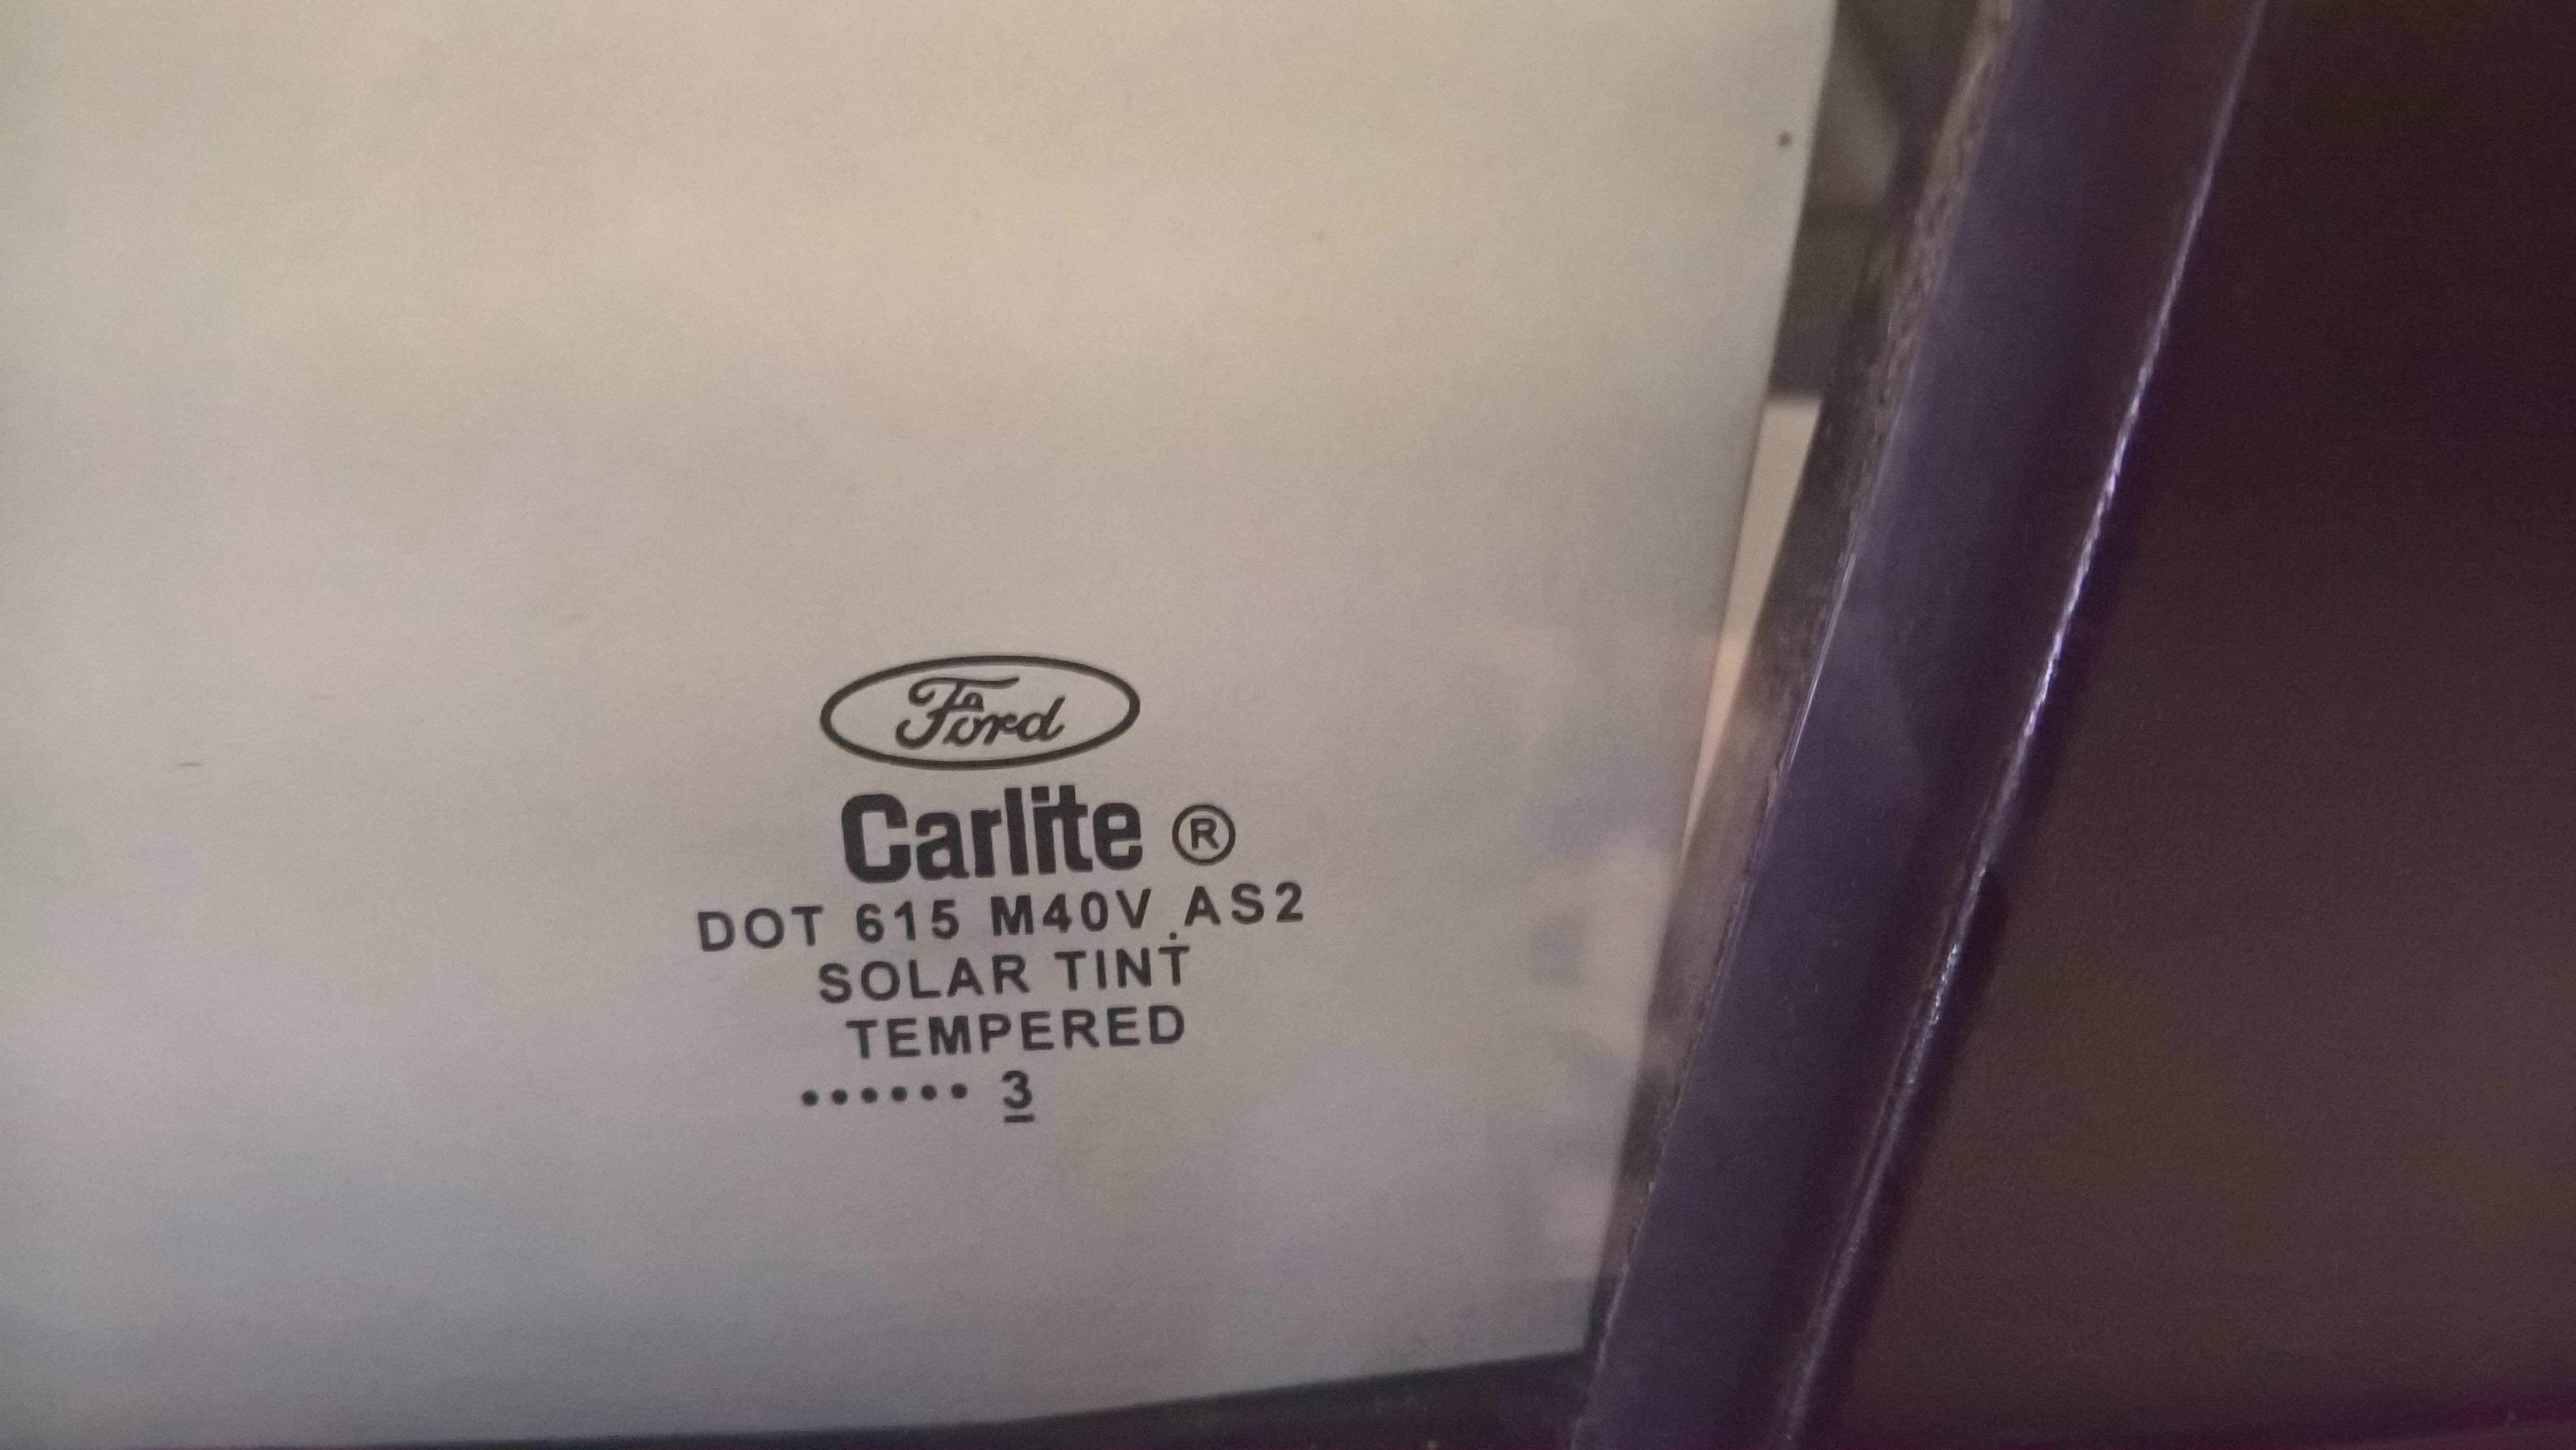 Ford
Carlite ®
DOT 615 M40V AS2
SOLAR TINT
TEMPERED
...... 3